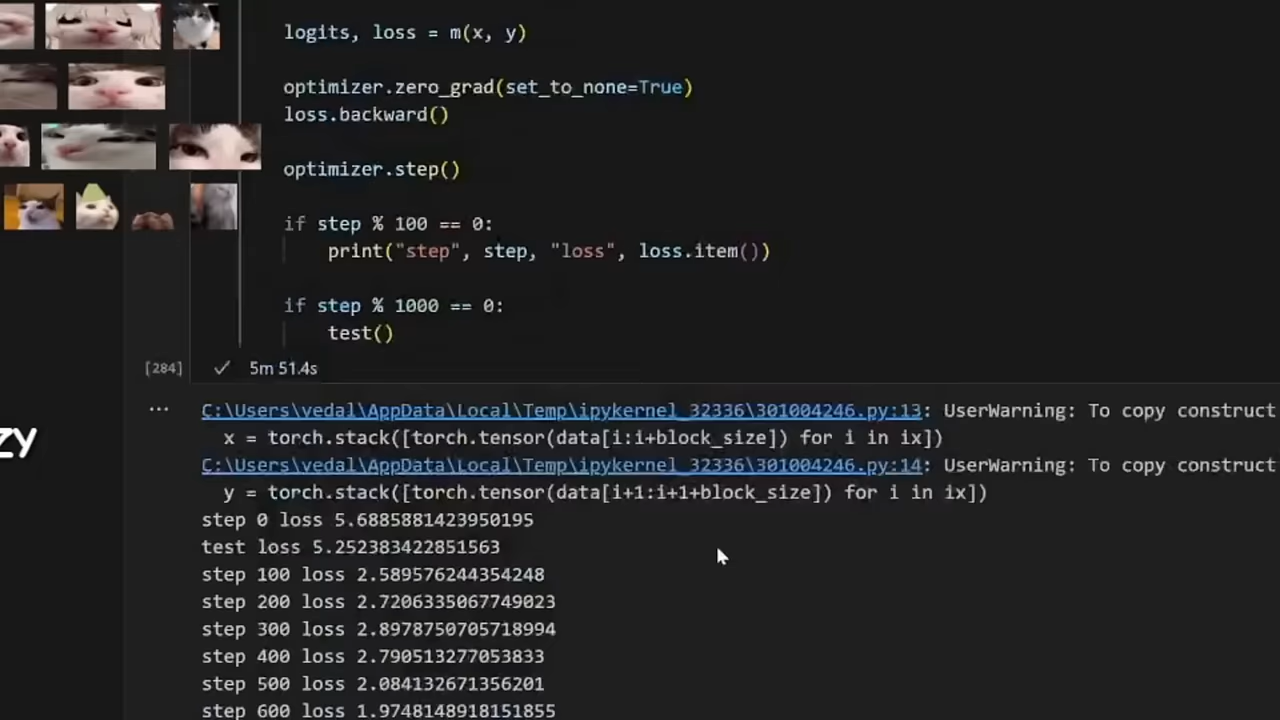 logits, loss = m(x, y)
optimizer.zero_grad(set_to_none=True)
loss.backward()
optimizer.step()
if step % 100 == 0:
print("step", step, "loss", loss.item())
if step % 1000 == 0:
test()
[284] 5m 51.4s
... C:\Users\vedal\AppData\Local\Temp\ipykernel_32336\301004246.py:13: UserWarning: To copy construct
x = torch.stack([torch.tensor(data[i:i+block_size]) for i in ix])
zy
C:\Users\vedal\AppData\Local\Temp\ipykernel_32336\301004246.py:14: UserWarning: To copy construct
y = torch.stack([torch.tensor(data[i+1:i+1+block_size]) for i in ix])
step 0 loss 5.6885881423950195
test loss 5.252383422851563
step 100 loss 2.589576244354248
step 200 loss 2.7206335067749023
step 300 loss 2.8978750705718994
step 400 loss 2.790513277053833
step 500 loss 2.084132671356201
step 600 loss 1.9748148918151855